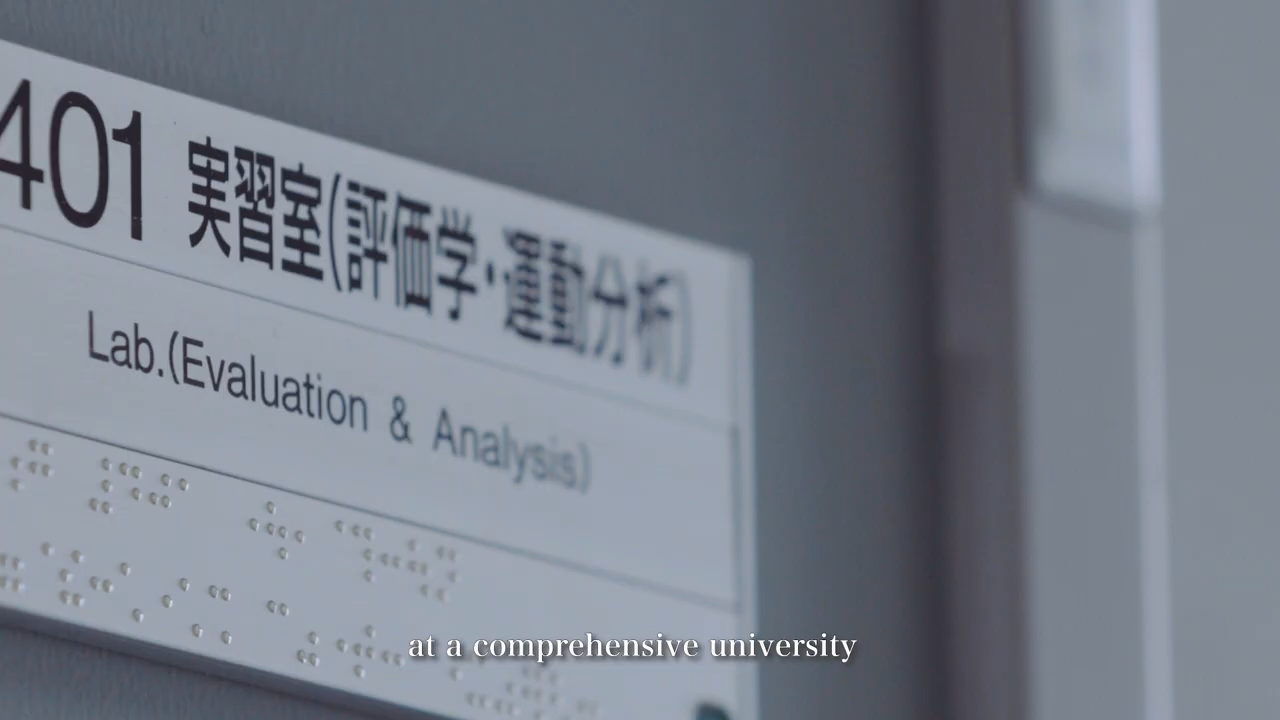 401 実習室(評価学・運動分析)
Lab.(Evaluation & Analysis)
at a comprehensive university